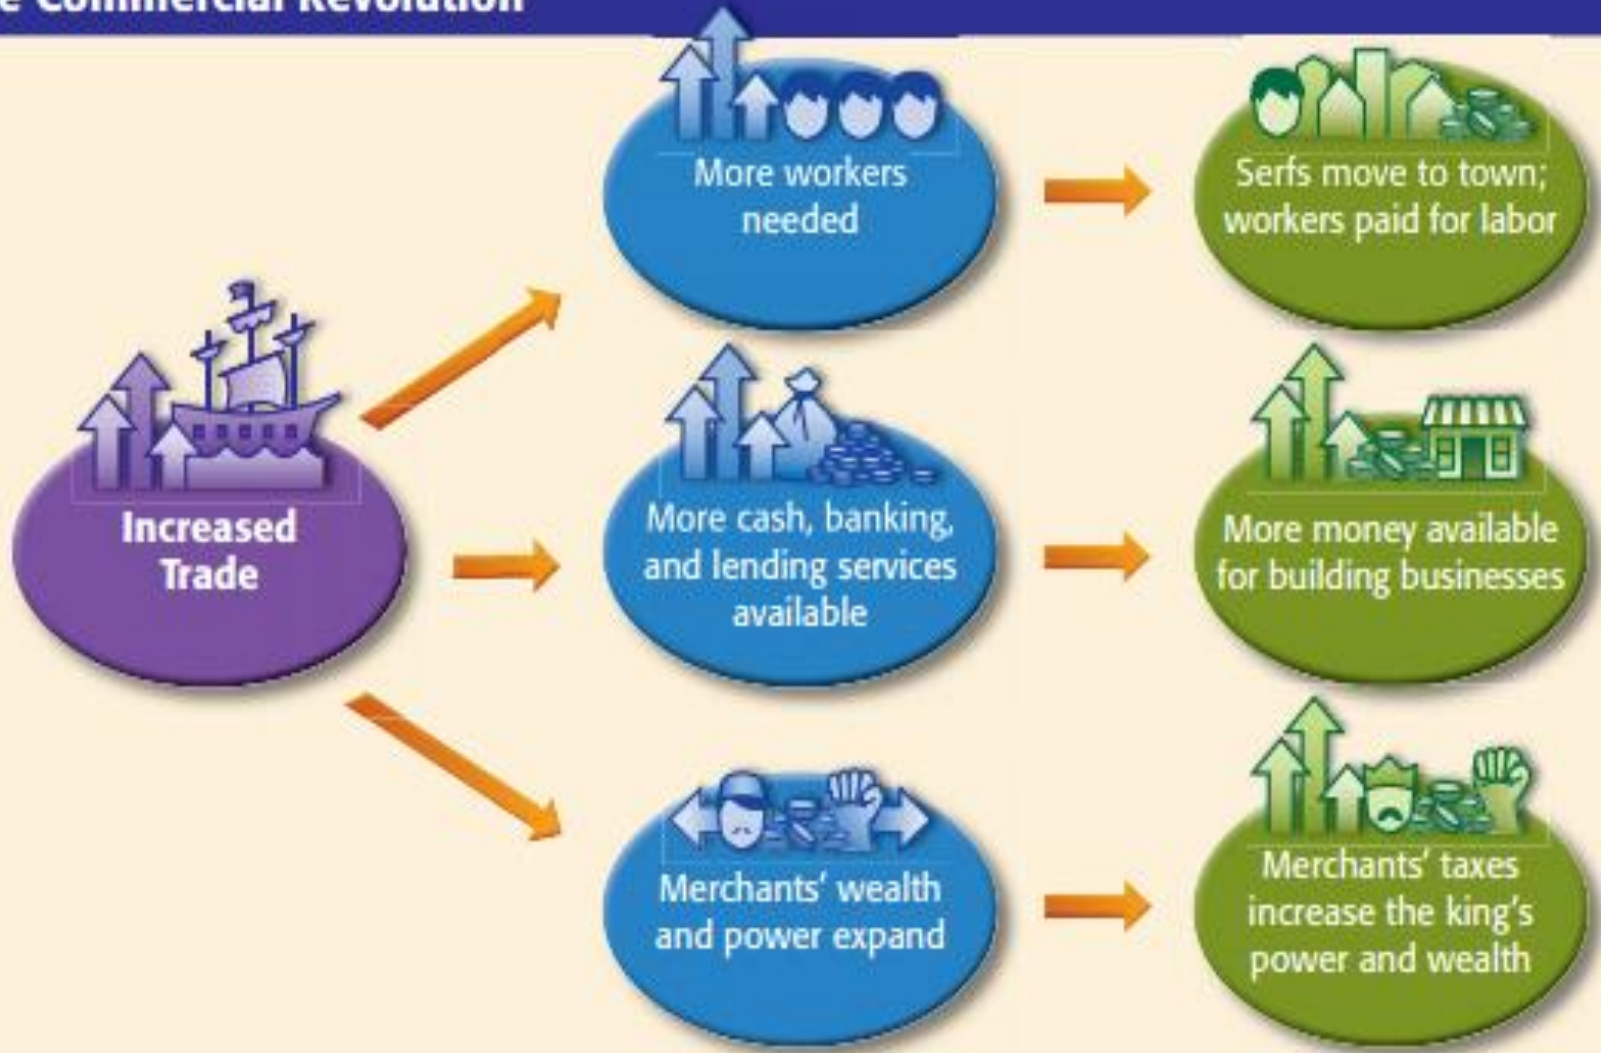 Commercial Revolution
More workers
needed
Serfs move to town;
workers paid for labor
Increased
Trade
More cash, banking,
and lending services
available
More money available
for building businesses
Merchants' wealth
and power expand
Merchants' taxes
increase the king's
power and wealth